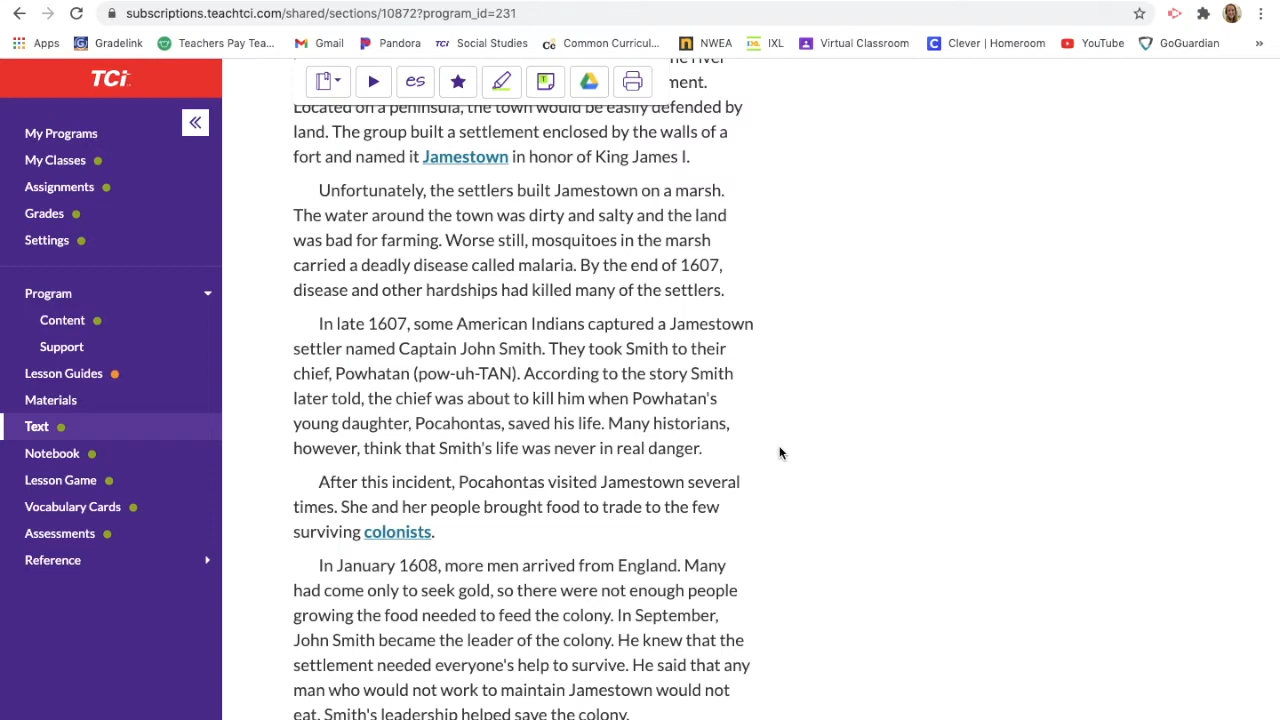 subscriptions.teachtci.com/shared/sections/10872?program_id=231
Apps Gradelink Teachers Pay Tea... Gmail Pandora TCi Social Studies Cc Common Curricul... NWEA IXL Virtual Classroom Clever | Homeroom YouTube GoGuardian »
TCi
My Programs
My Classes
Assignments
Grades
Settings
Program
Content
Support
Lesson Guides
Materials
Text
Notebook
Lesson Game
Vocabulary Cards
Assessments
Reference
es
ment.
Located on a peninsula, the town would be easily defended by
land. The group built a settlement enclosed by the walls of a
fort and named it Jamestown in honor of King James I.
Unfortunately, the settlers built Jamestown on a marsh.
The water around the town was dirty and salty and the land
was bad for farming. Worse still, mosquitoes in the marsh
carried a deadly disease called malaria. By the end of 1607,
disease and other hardships had killed many of the settlers.
In late 1607, some American Indians captured a Jamestown
settler named Captain John Smith. They took Smith to their
chief, Powhatan (pow-uh-TAN). According to the story Smith
later told, the chief was about to kill him when Powhatan's
young daughter, Pocahontas, saved his life. Many historians,
however, think that Smith's life was never in real danger.
After this incident, Pocahontas visited Jamestown several
times. She and her people brought food to trade to the few
surviving colonists.
In January 1608, more men arrived from England. Many
had come only to seek gold, so there were not enough people
growing the food needed to feed the colony. In September,
John Smith became the leader of the colony. He knew that the
settlement needed everyone's help to survive. He said that any
man who would not work to maintain Jamestown would not
eat. Smith's leadership helped save the colony.